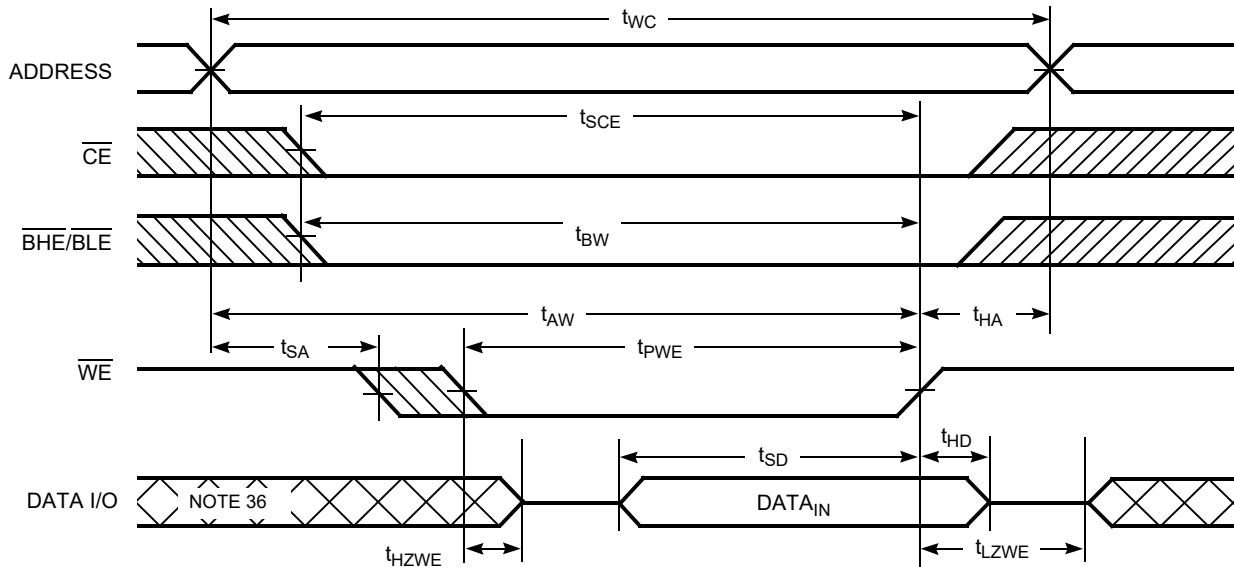 tWC
ADDRESS
tSCE
CE
tBW
BHE/BLE
tAW
tHA
tSA
tPWE
WE
tSD
tHD
DATA I/O
NOTE 36
DATAIN
tHZWE
tLZWE